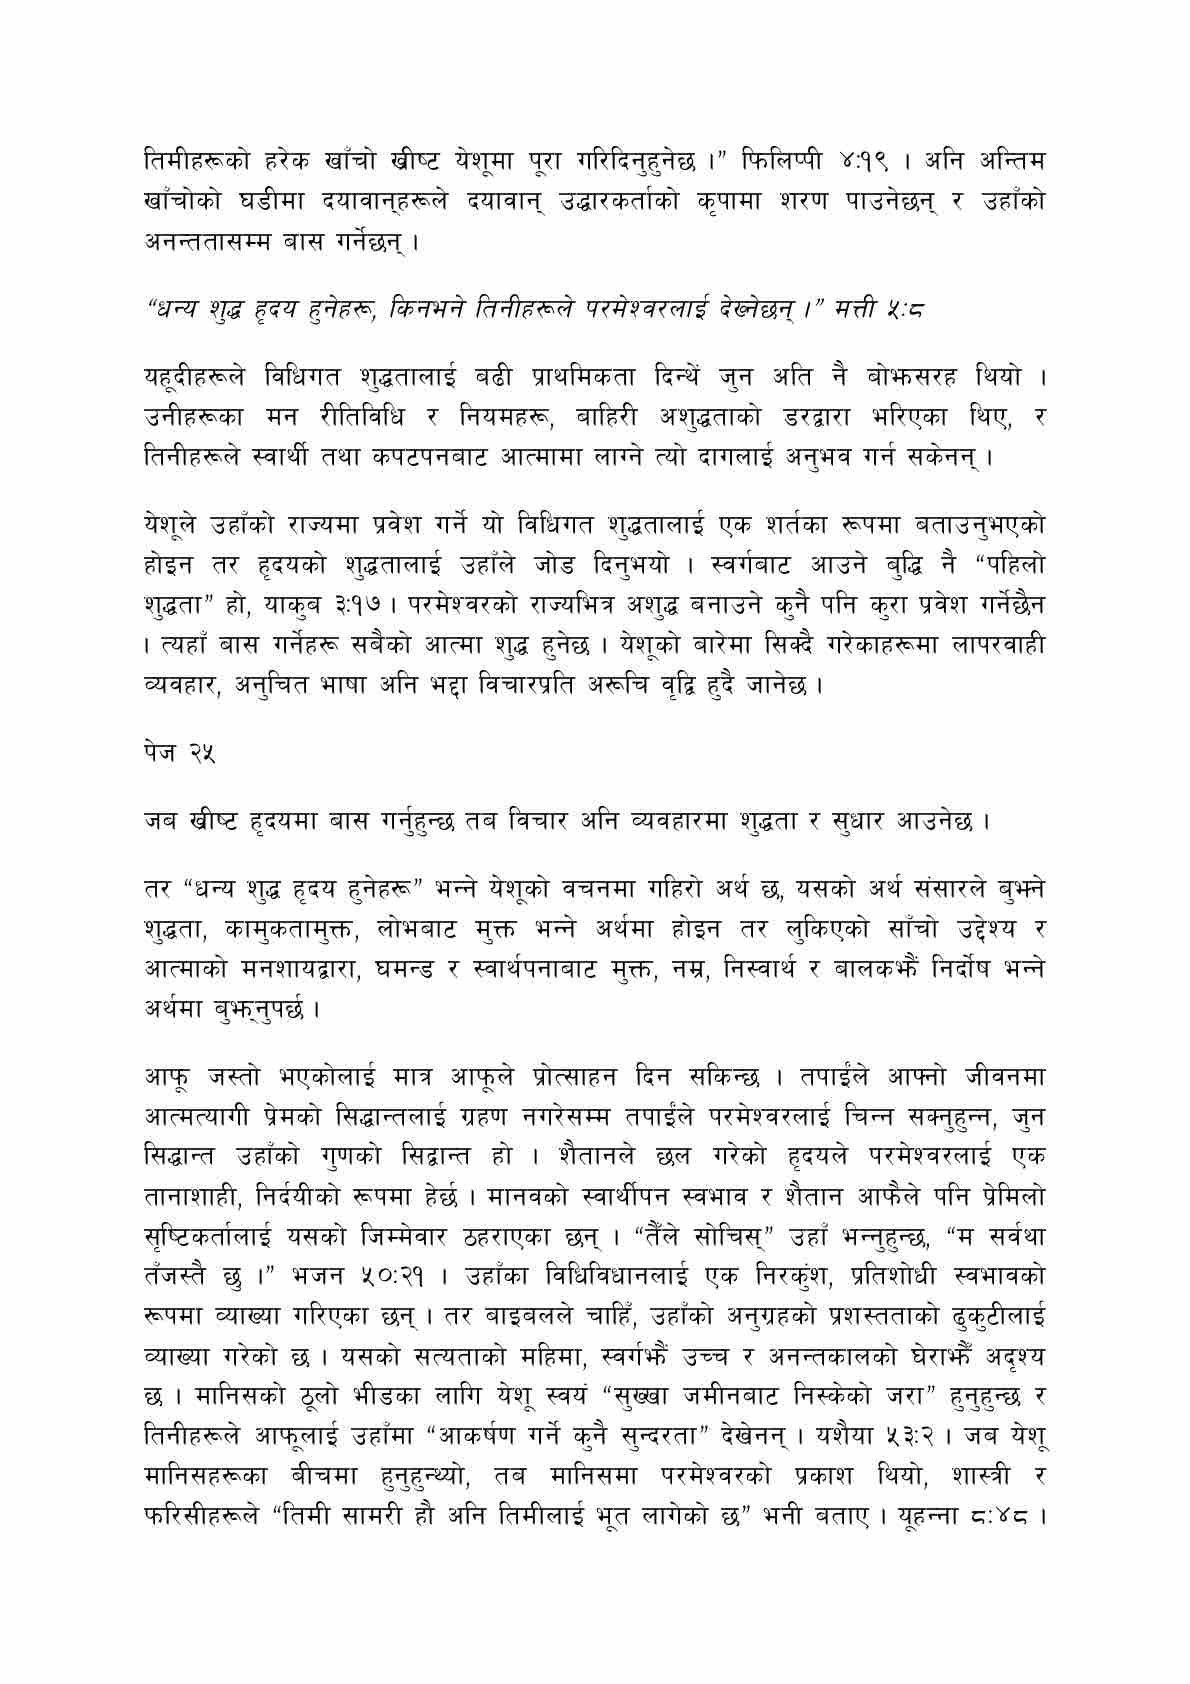 तिमीहरूको हरेक खाँचो ख्रीष्ट येशूमा पूरा गरिदिनुहुनेछ ।” फिलिप्पी ४:१९ । अनि अन्तिम
खाँचोको घडीमा दयावान्हरूले दयावान् उद्धारकर्ताको कृपामा शरण पाउनेछन् र उहाँको
अनन्ततासम्म बास गर्नेछन् ।
“धन्य शुद्ध हृदय हुनेहरू, किनभने तिनीहरूले परमेश्वरलाई देख्नेछन् ।” मत्ती ५:८
यहूदीहरूले विधिगत शुद्धतालाई बढी प्राथमिकता दिन्थें जुन अति नै बोझसरह थियो ।
उनीहरूका मन रीतिविधि र नियमहरू, बाहिरी अशुद्धताको डरद्वारा भरिएका थिए, र
तिनीहरूले स्वार्थी तथा कपटपनबाट आत्मामा लाग्ने त्यो दागलाई अनुभव गर्न सकेनन् ।
येशूले उहाँको राज्यमा प्रवेश गर्ने यो विधिगत शुद्धतालाई एक शर्तका रूपमा बताउनुभएको
होइन तर हृदयको शुद्धतालाई उहाँले जोड दिनुभयो । स्वर्गबाट आउने बुद्धि नै “पहिलो
शुद्धता” हो, याकुब ३:१७ । परमेश्वरको राज्यभित्र अशुद्ध बनाउने कुनै पनि कुरा प्रवेश गर्नेछैन
। त्यहाँ बास गर्नेहरू सबैको आत्मा शुद्ध हुनेछ । येशूको बारेमा सिक्दै गरेकाहरूमा लापरवाही
व्यवहार, अनुचित भाषा अनि भद्दा विचारप्रति अरूचि वृद्वि हुदै जानेछ ।
पेज २५
जब ख्रीष्ट हृदयमा बास गर्नुहुन्छ तब विचार अनि व्यवहारमा शुद्धता र सुधार आउनेछ ।
तर “धन्य शुद्ध हृदय हुनेहरू” भन्ने येशूको वचनमा गहिरो अर्थ छ, यसको अर्थ संसारले बुझ्ने
शुद्धता, कामुकतामुक्त, लोभबाट मुक्त भन्ने अर्थमा होइन तर लुकिएको साँचो उद्देश्य र
आत्माको मनशायद्वारा, घमन्ड र स्वार्थपनाबाट मुक्त, नम्र, निस्वार्थ र बालकझैं निर्दोष भन्ने
अर्थमा बुझ्नुपर्छ ।
आफू जस्तो भएकोलाई मात्र आफूले प्रोत्साहन दिन सकिन्छ । तपाईंले आफ्नो जीवनमा
आत्मत्यागी प्रेमको सिद्धान्तलाई ग्रहण नगरेसम्म तपाईंले परमेश्वरलाई चिन्न सक्नुहुन्न, जुन
सिद्धान्त उहाँको गुणको सिद्वान्त हो । शैतानले छल गरेको हृदयले परमेश्वरलाई एक
तानाशाही, निर्दयीको रूपमा हेर्छ । मानवको स्वार्थीपन स्वभाव र शैतान आफैले पनि प्रेमिलो
सृष्टिकर्तालाई यसको जिम्मेवार ठहराएका छन् । “तैँले सोचिस्” उहाँ भन्नुहुन्छ, “म सर्वथा
तँजस्तै छु ।” भजन ५०:२१ । उहाँका विधिविधानलाई एक निरकुंश, प्रतिशोधी स्वभावको
रूपमा व्याख्या गरिएका छन् । तर बाइबलले चाहिँ, उहाँको अनुग्रहको प्रशस्तताको ढुकुटीलाई
व्याख्या गरेको छ । यसको सत्यताको महिमा, स्वर्गझैं उच्च र अनन्तकालको घेराझैँ अदृश्य
छ । मानिसको ठूलो भीडका लागि येशू स्वयं “सुख्खा जमीनबाट निस्केको जरा” हुनुहुन्छ र
तिनीहरूले आफूलाई उहाँमा “आकर्षण गर्ने कुनै सुन्दरता” देखेनन् । यशैया ५३:२ । जब येशू
मानिसहरूका बीचमा हुनुहुन्थ्यो, तब मानिसमा परमेश्वरको प्रकाश थियो, शास्त्री र
फरिसीहरूले “तिमी सामरी हौ अनि तिमीलाई भूत लागेको छ” भनी बताए । यूहन्ना ८:४८ ।